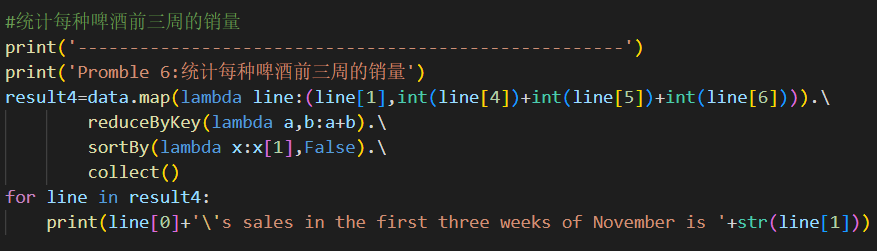 #统计每种啤酒前三周的销量
print('-----------------------------------------------------')
print('Promble 6:统计每种啤酒前三周的销量')
result4=data.map(lambda line:(line[1],int(line[4])+int(line[5])+int(line[6]))).\
        reduceByKey(lambda a,b:a+b).\
        sortBy(lambda x:x[1],False).\
        collect()
for line in result4:
    print(line[0]+'\'s sales in the first three weeks of November is '+str(line[1]))